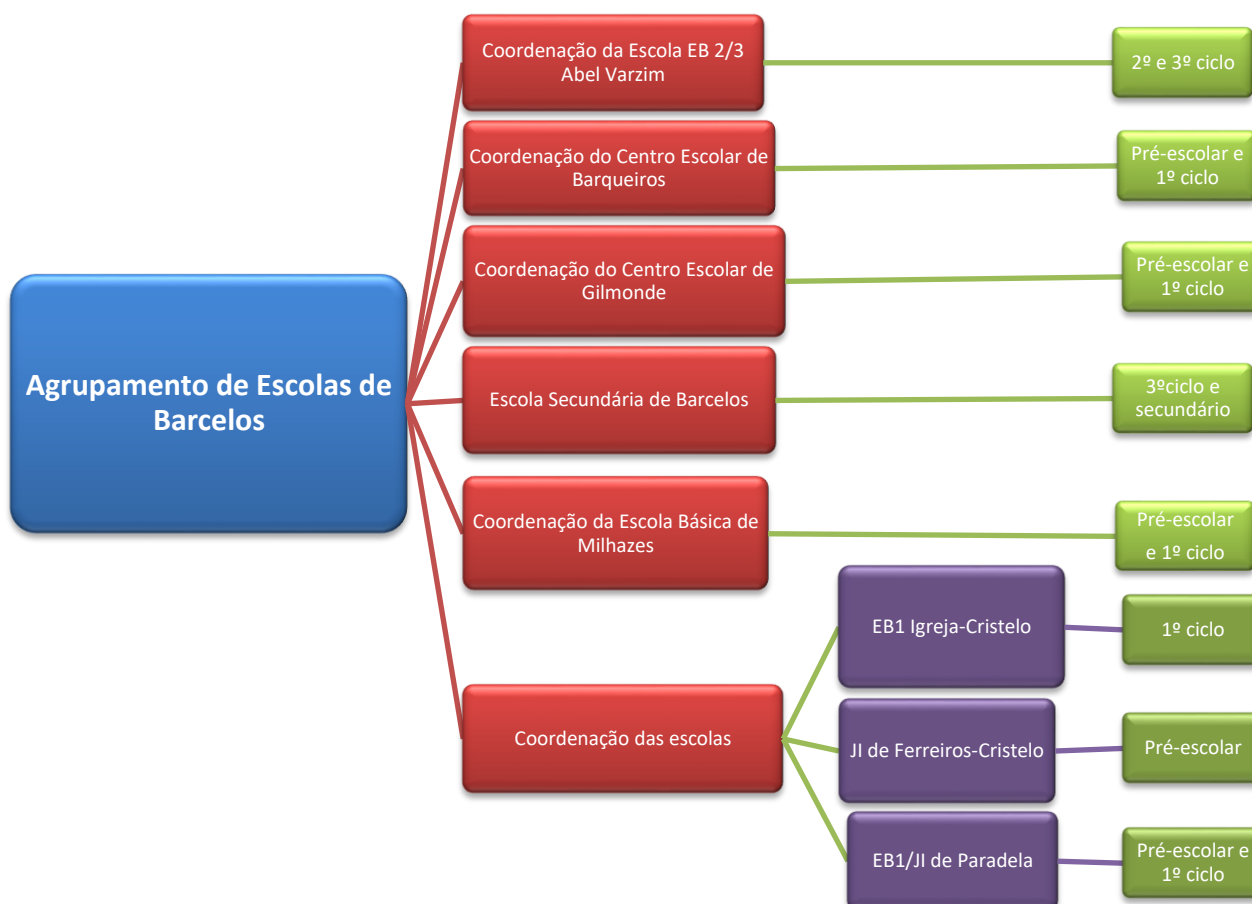 Agrupamento de Escolas de
Barcelos
Coordenação da Escola EB 2/3
Abel Varzim
2º e 3º ciclo
Coordenação do Centro Escolar de
Barqueiros
Pré-escolar e
1º ciclo
Coordenação do Centro Escolar de
Gilmonde
Pré-escolar e
1º ciclo
Escola Secundária de Barcelos
3ºciclo e
secundário
Coordenação da Escola Básica de
Milhazes
Pré-escolar
e 1º ciclo
Coordenação das escolas
EB1 Igreja-Cristelo
1º ciclo
JI de Ferreiros-Cristelo
Pré-escolar
EB1/JI de Paradela
Pré-escolar e
1º ciclo